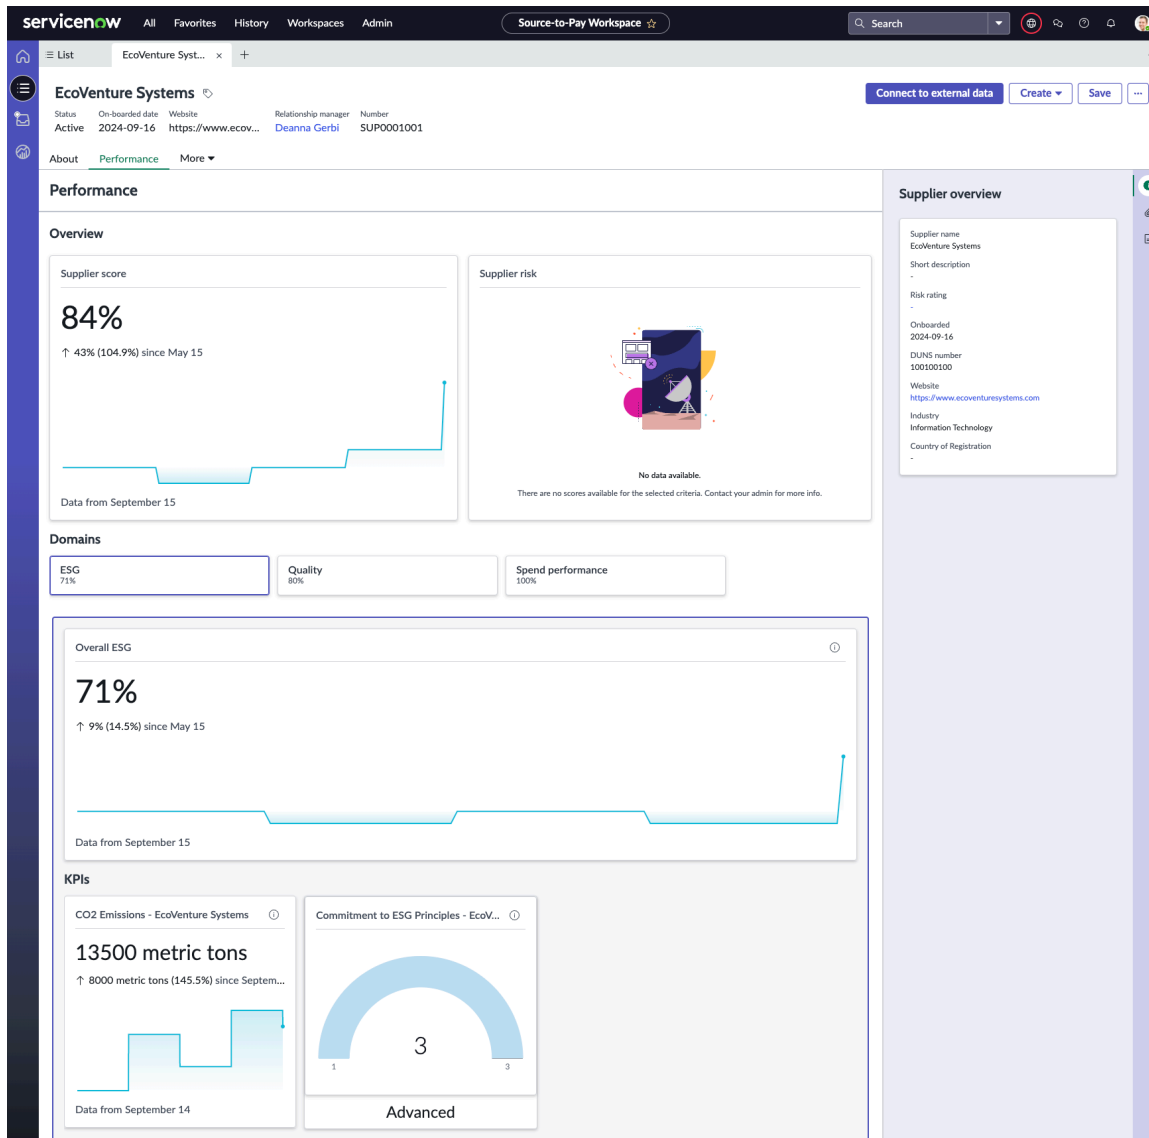 servicenow All Favorites History Workspaces Admin Source-to-Pay Workspace Search
List EcoVenture Syst... × +
EcoVenture Systems
Connect to external data Create Save ...
Status On-boarded date Website Relationship manager Number
Active 2024-09-16 https://www.ecov... Deanna Gerbi SUP0001001
About Performance More
Performance
Overview
Supplier score
84%
↑ 43% (104.9%) since May 15
Data from September 15
Supplier risk
No data available.
There are no scores available for the selected criteria. Contact your admin for more info.
Domains
ESG
71%
Quality
80%
Spend performance
100%
Overall ESG
71%
↑ 9% (14.5%) since May 15
Data from September 15
KPIs
CO2 Emissions - EcoVenture Systems
13500 metric tons
↑ 8000 metric tons (145.5%) since Septem...
Data from September 14
Commitment to ESG Principles - EcoV...
3
1 3
Advanced
Supplier overview
Supplier name
EcoVenture Systems
Short description
-
Risk rating
-
Onboarded
2024-09-16
DUNS number
100100100
Website
https://www.ecoventuresystems.com
Industry
Information Technology
Country of Registration
-